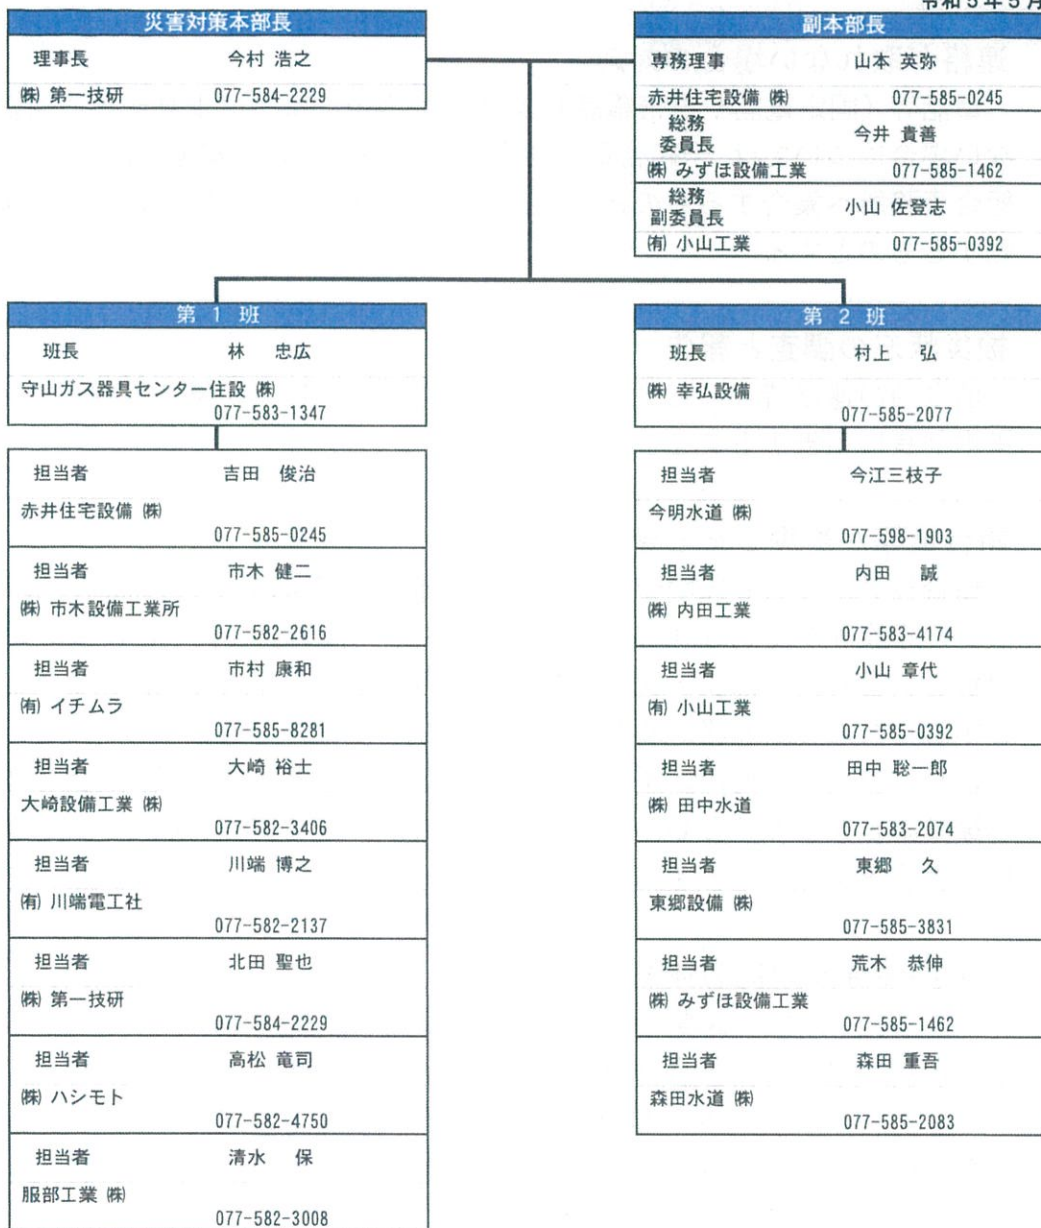 令和5年5月
災害対策本部長
理事長 今村 浩之
㈱ 第一技研 077-584-2229
副本部長
専務理事 山本 英弥
赤井住宅設備 ㈱ 077-585-0245
総務
委員長 今井 貴善
㈱ みずほ設備工業 077-585-1462
総務
副委員長 小山 佐登志
㈲ 小山工業 077-585-0392
第 1 班
班長 林 忠広
守山ガス器具センター住設 ㈱
077-583-1347
担当者 吉田 俊治
赤井住宅設備 ㈱
077-585-0245
担当者 市木 健二
㈱ 市木設備工業所
077-582-2616
担当者 市村 康和
㈲ イチムラ
077-585-8281
担当者 大崎 裕士
大崎設備工業 ㈱
077-582-3406
担当者 川端 博之
㈲ 川端電工社
077-582-2137
担当者 北田 聖也
㈱ 第一技研
077-584-2229
担当者 高松 竜司
㈱ ハシモト
077-582-4750
担当者 清水 保
服部工業 ㈱
077-582-3008
第 2 班
班長 村上 弘
㈱ 幸弘設備
077-585-2077
担当者 今江三枝子
今明水道 ㈱
077-598-1903
担当者 内田 誠
㈱ 内田工業
077-583-4174
担当者 小山 章代
㈲ 小山工業
077-585-0392
担当者 田中 聡一郎
㈱ 田中水道
077-583-2074
担当者 東郷 久
東郷設備 ㈱
077-585-3831
担当者 荒木 恭伸
㈱ みずほ設備工業
077-585-1462
担当者 森田 重吾
森田水道 ㈱
077-585-2083